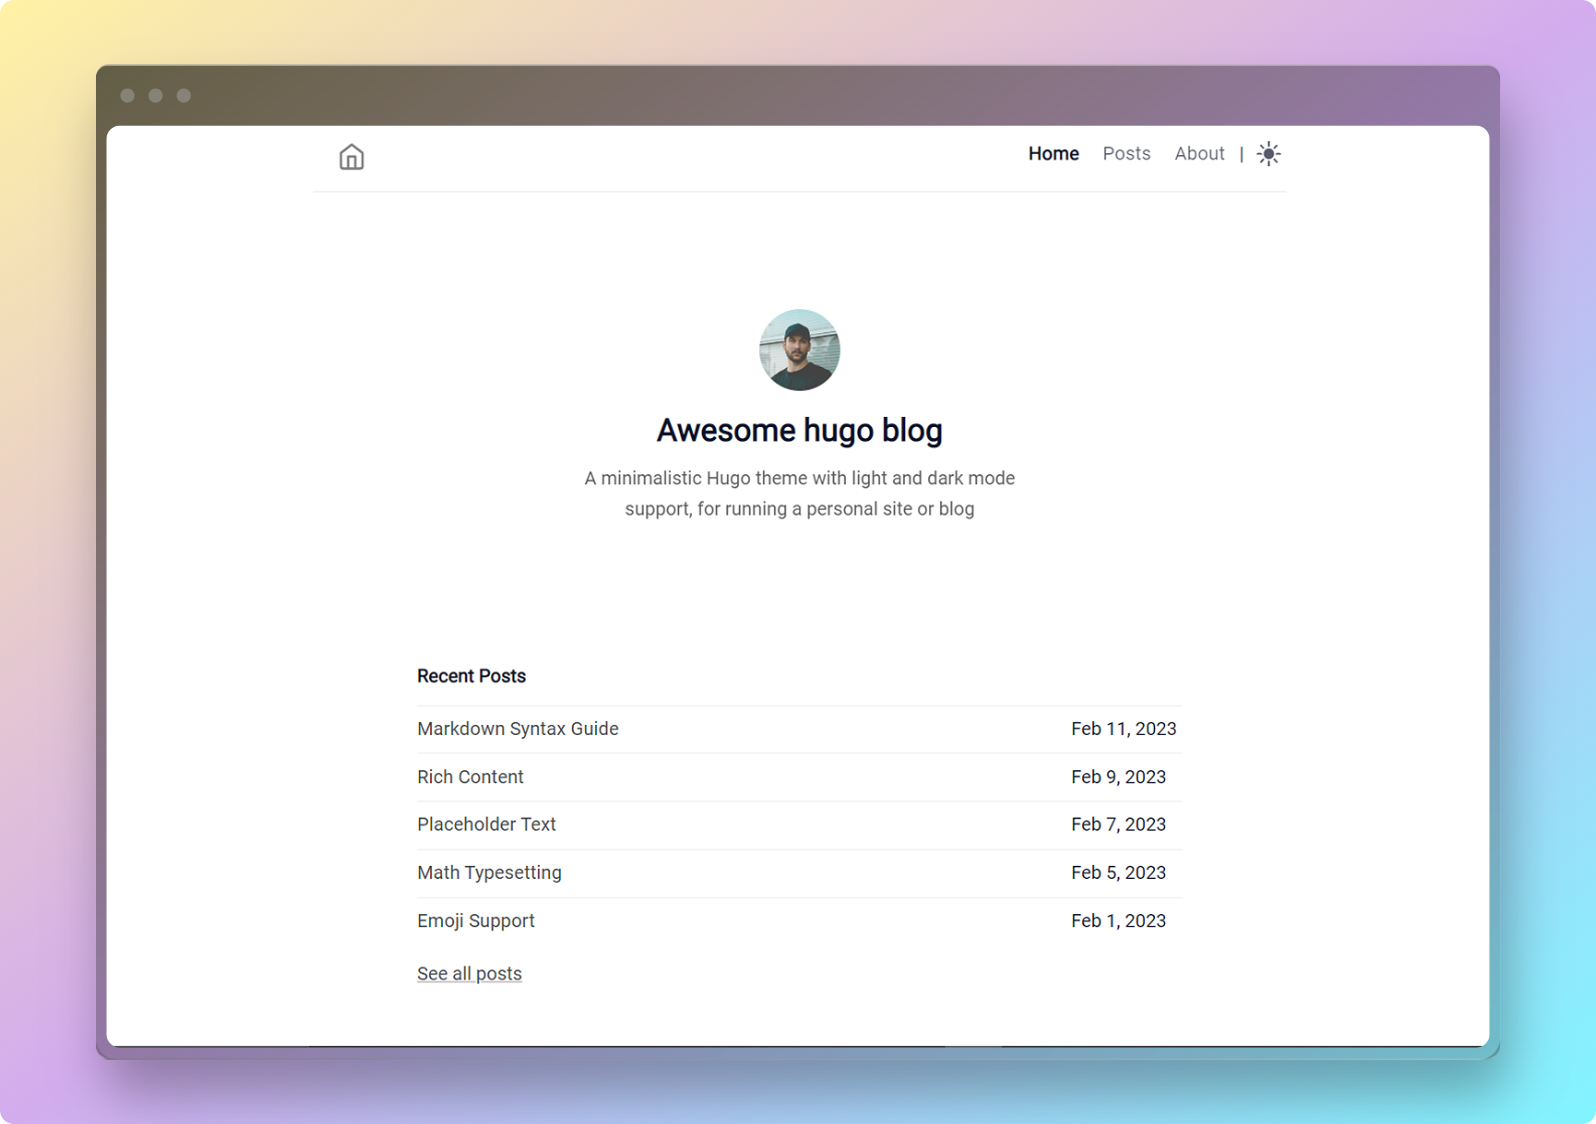 Home Posts About |
Awesome hugo blog
A minimalistic Hugo theme with light and dark mode
support, for running a personal site or blog
Recent Posts
Markdown Syntax Guide Feb 11, 2023
Rich Content Feb 9, 2023
Placeholder Text Feb 7, 2023
Math Typesetting Feb 5, 2023
Emoji Support Feb 1, 2023
See all posts